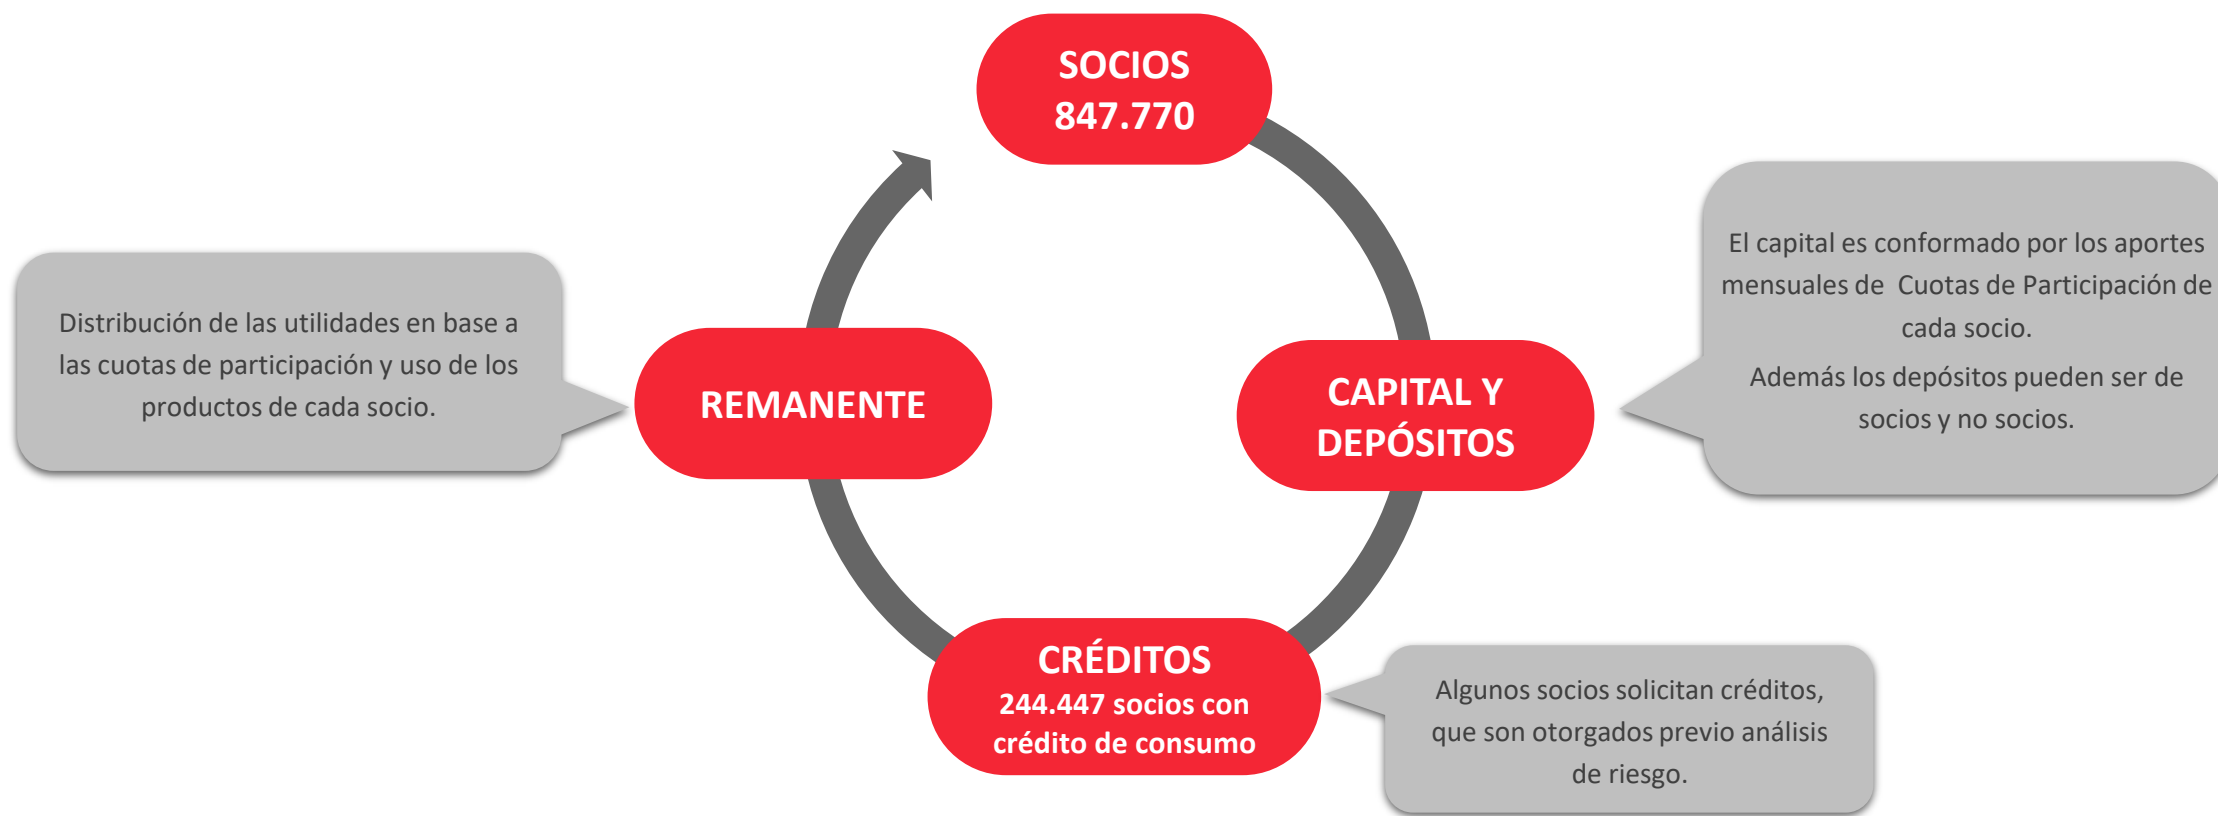 SOCIOS
847.770
El capital es conformado por los aportes
mensuales de  Cuotas de Participación de
cada socio.
Además los depósitos pueden ser de
socios y no socios.
Distribución de las utilidades en base a
las cuotas de participación y uso de los
productos de cada socio.
REMANENTE
CAPITAL Y
DEPÓSITOS
CRÉDITOS
244.447 socios con
crédito de consumo
Algunos socios solicitan créditos,
que son otorgados previo análisis
de riesgo.